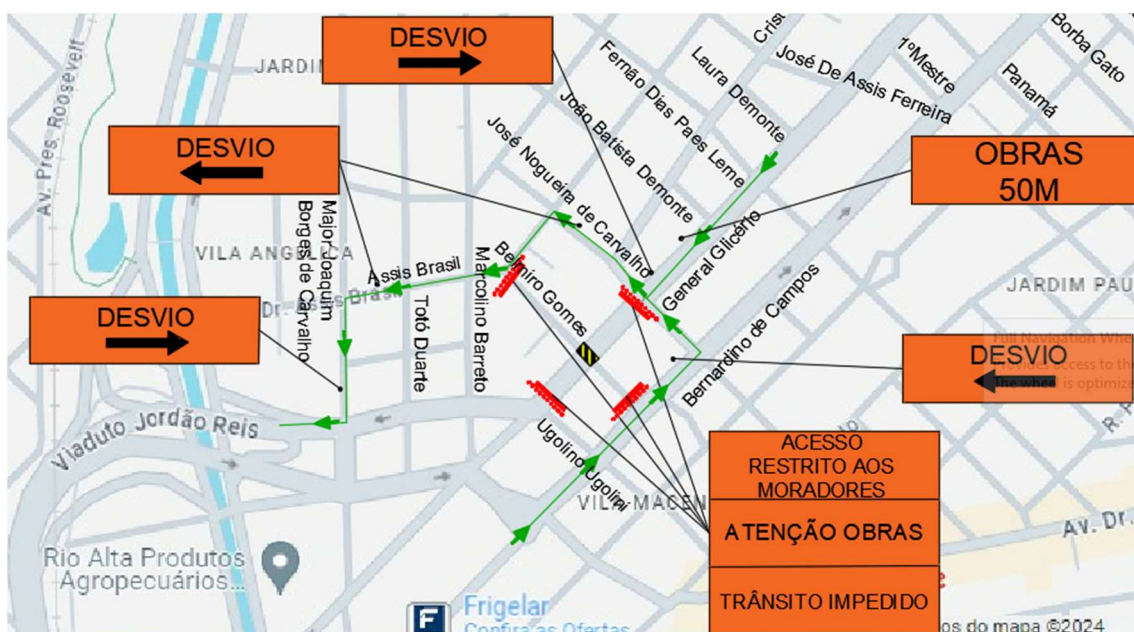 DESVIO
JARDI
DESVIO
Av. Pres. Roosevelt
Fernão Dias Paes Leme
Laura Demonte
José De Assis Ferreira
1ºMestre
Panamá
Borba Gato
João Batista Demonte
José Nogueira de Carvalho
OBRAS
50M
Major Joaquim
Borges de Carvalho
VILA ANGÉLICA
Assis Brasil
Marcolino Barreto
Belmiro Gomes
General Glicério
Bernardino de Campos
JARDIM PAU
DESVIO
Totó Duarte
DESVIO
Viaduto Jordão Reis
Ugolino Ugolini
ACESSO
RESTRITO AOS
MORADORES
ATENÇÃO OBRAS
TRÂNSITO IMPEDIDO
VILA MACEN
Av. Dr.
Rio Alta Produtos
Agropecuários...
Frigelar
Confira as Ofertas
os do mapa ©2024